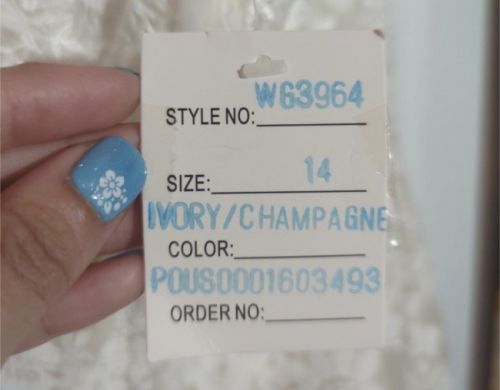 W63964
STYLE NO:
14
SIZE:
IVORY/CHAMPAGNE
COLOR:
POUS0001603493
ORDER NO: